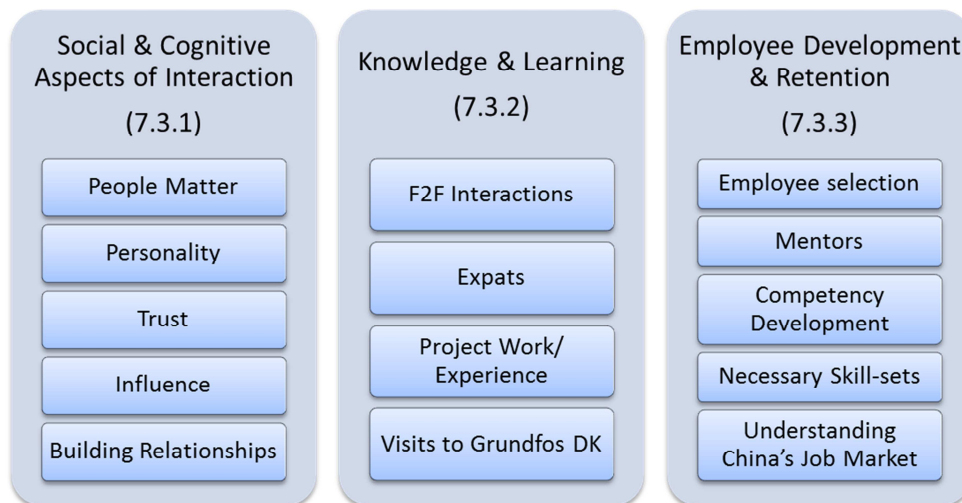 Social & Cognitive
Aspects of Interaction
(7.3.1)
People Matter
Personality
Trust
Influence
Building Relationships
Knowledge & Learning
(7.3.2)
F2F Interactions
Expats
Project Work/
Experience
Visits to Grundfos DK
Employee Development
& Retention
(7.3.3)
Employee selection
Mentors
Competency
Development
Necessary Skill-sets
Understanding
China's Job Market